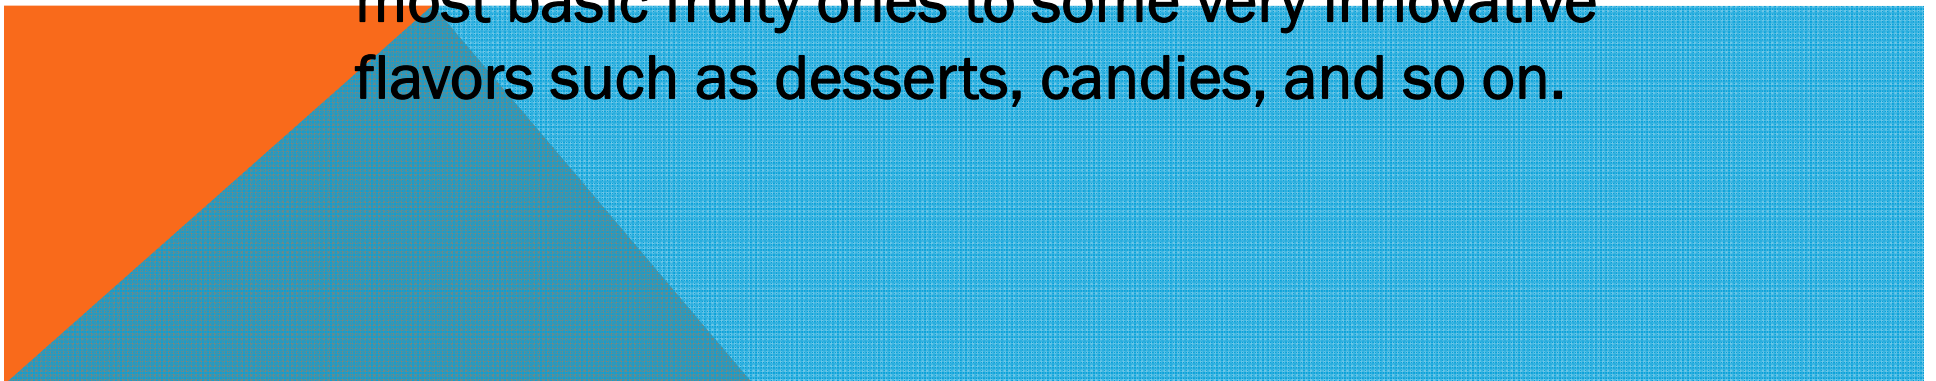 most basic fruity ones to some very innovative
flavors such as desserts, candies, and so on.